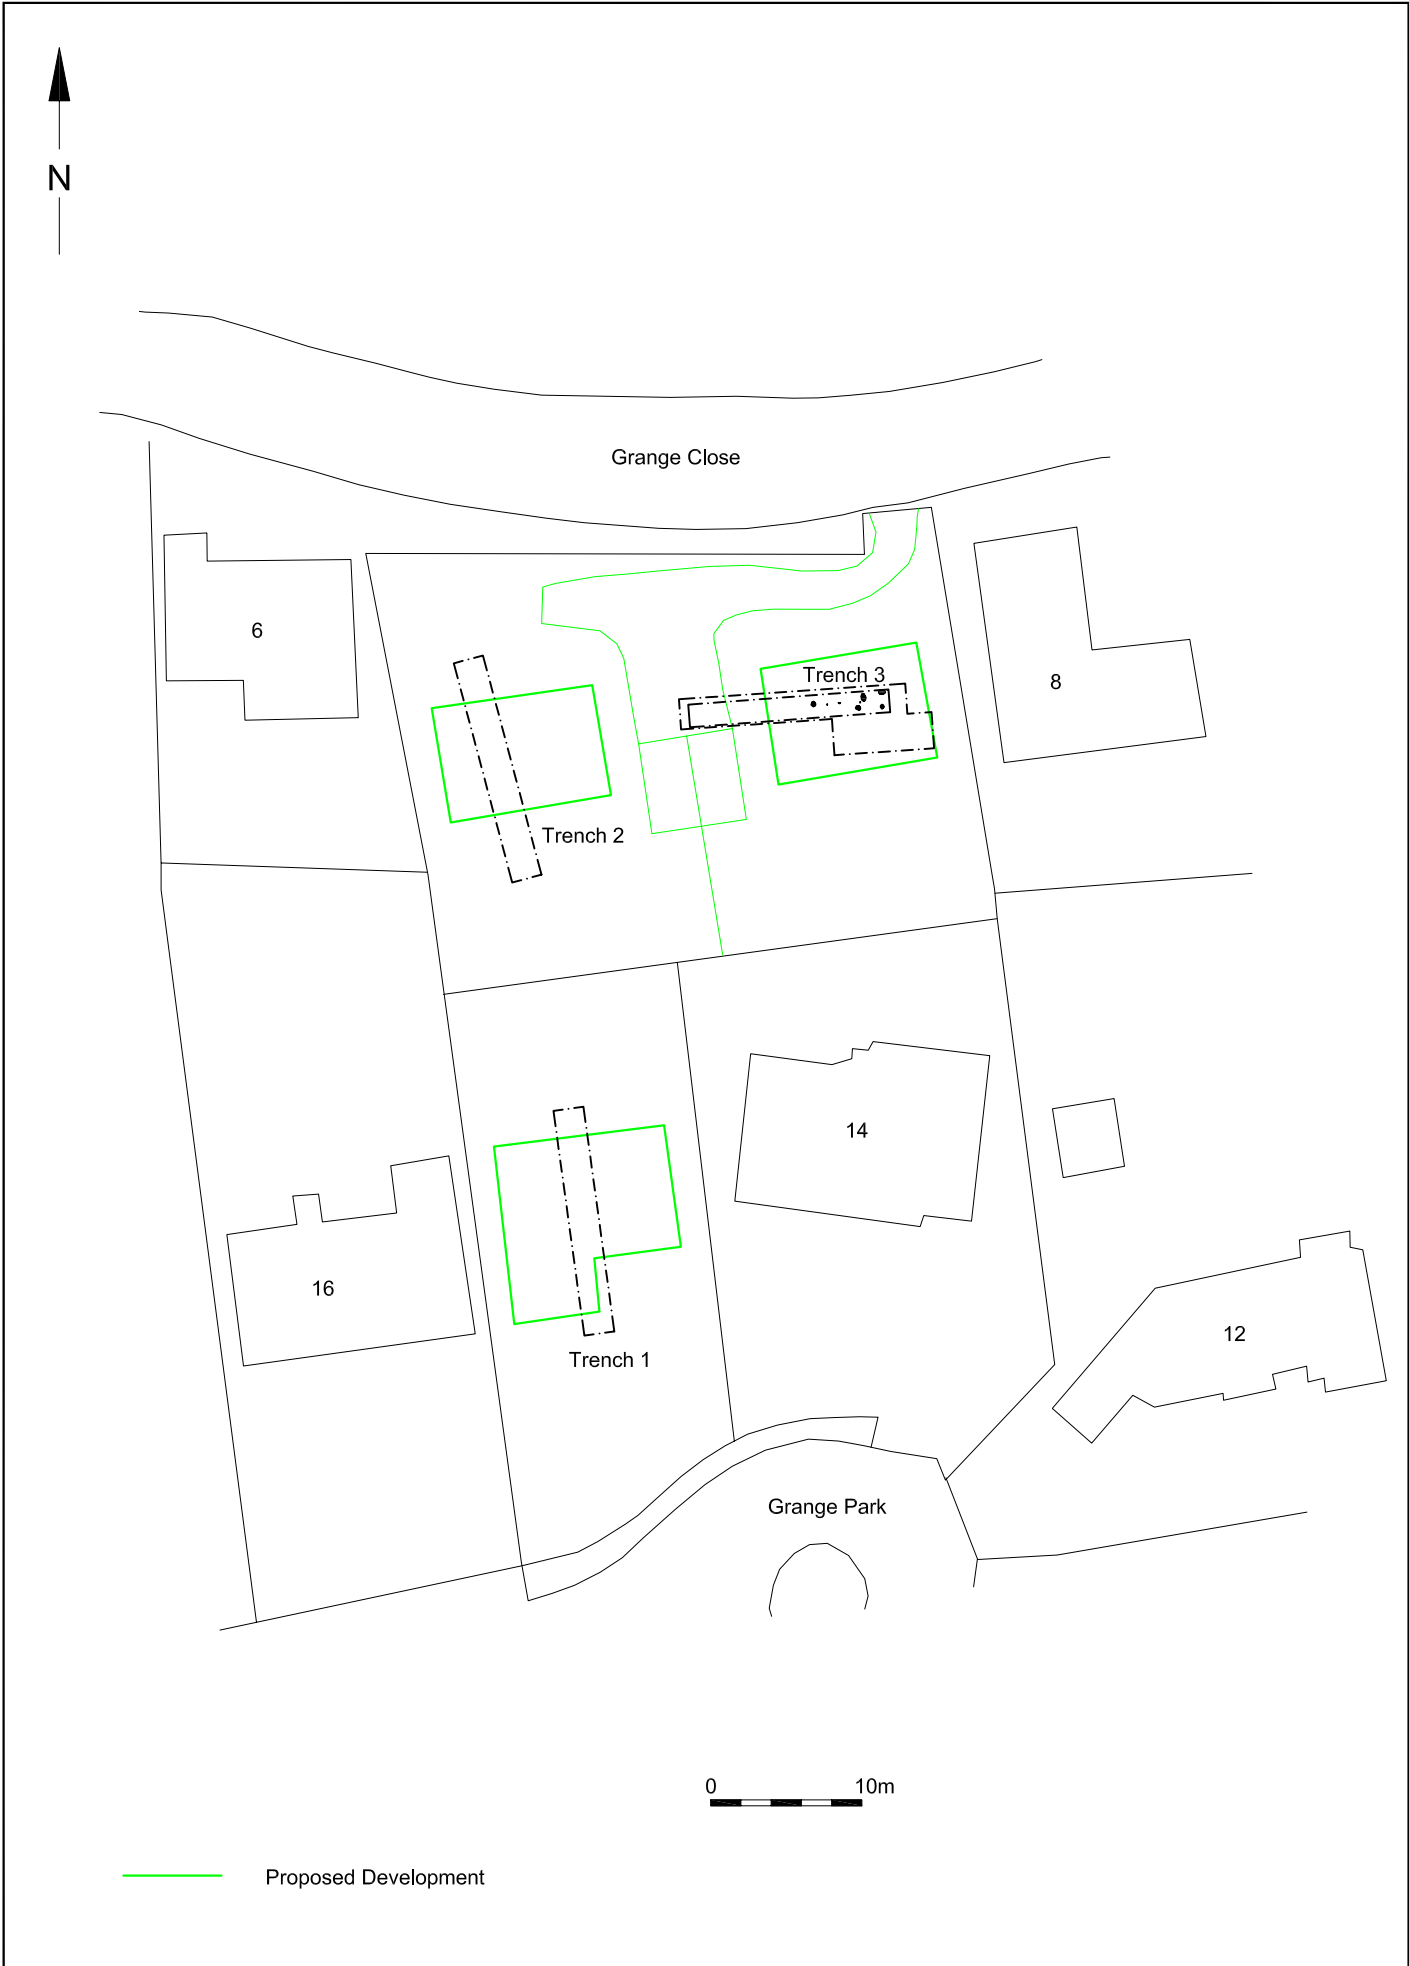 N
Grange Close
6
Trench 3
8
Trench 2
14
16
Trench 1
12
Grange Park
0 10m
Proposed Development